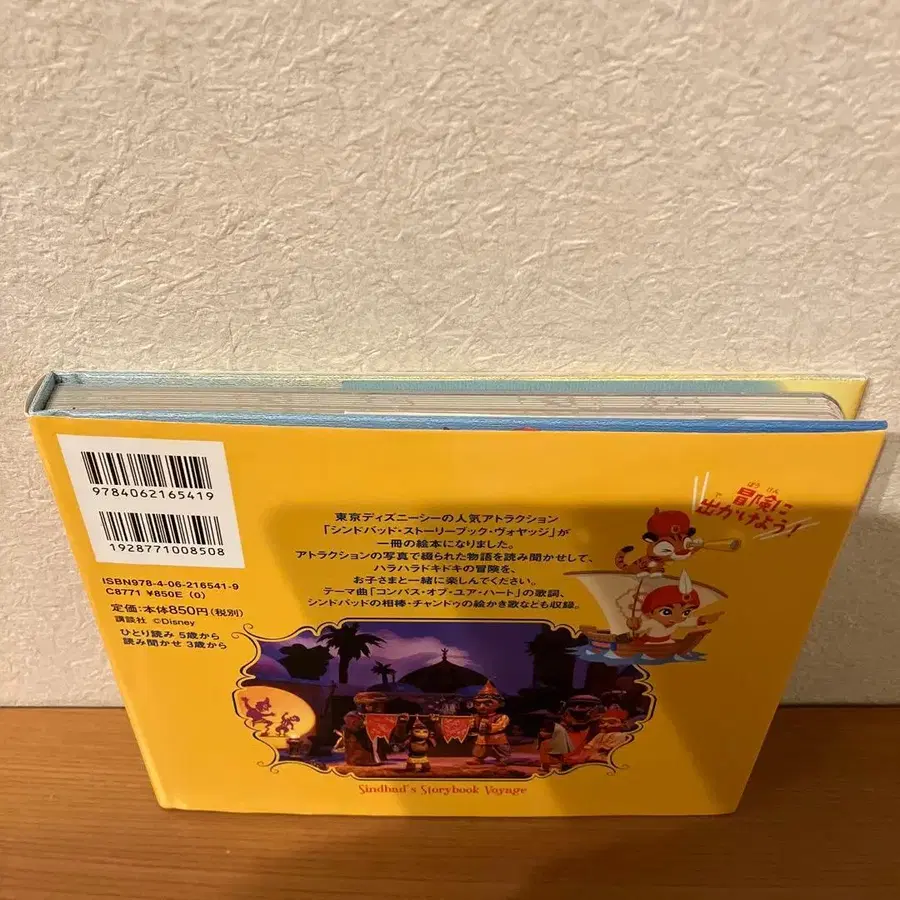 9784062165419
1928771008508
ISBN978-4-06-216541-9
C8771 ¥850E (0)
定価:本体850円(税別)
講談社 ©Disney
ひとり読み 5歳から
読み聞かせ 3歳から
東京ディズニーシーの人気アトラクション
「シンドバッド・ストーリーブック・ヴォヤッジ」が
一冊の絵本になりました。
アトラクションの写真で綴られた物語を読み聞かせして、
ハラハラドキドキの冒険を、
お子さまと一緒に楽しんでください。
テーマ曲「コンパス・オブ・ユア・ハート」の歌詞、
シンドバッドの相棒・チャンドゥの絵かき歌なども収録。
ぼうけん
冒険に
で
出かけよう!
Sindbad's Storybook Voyage